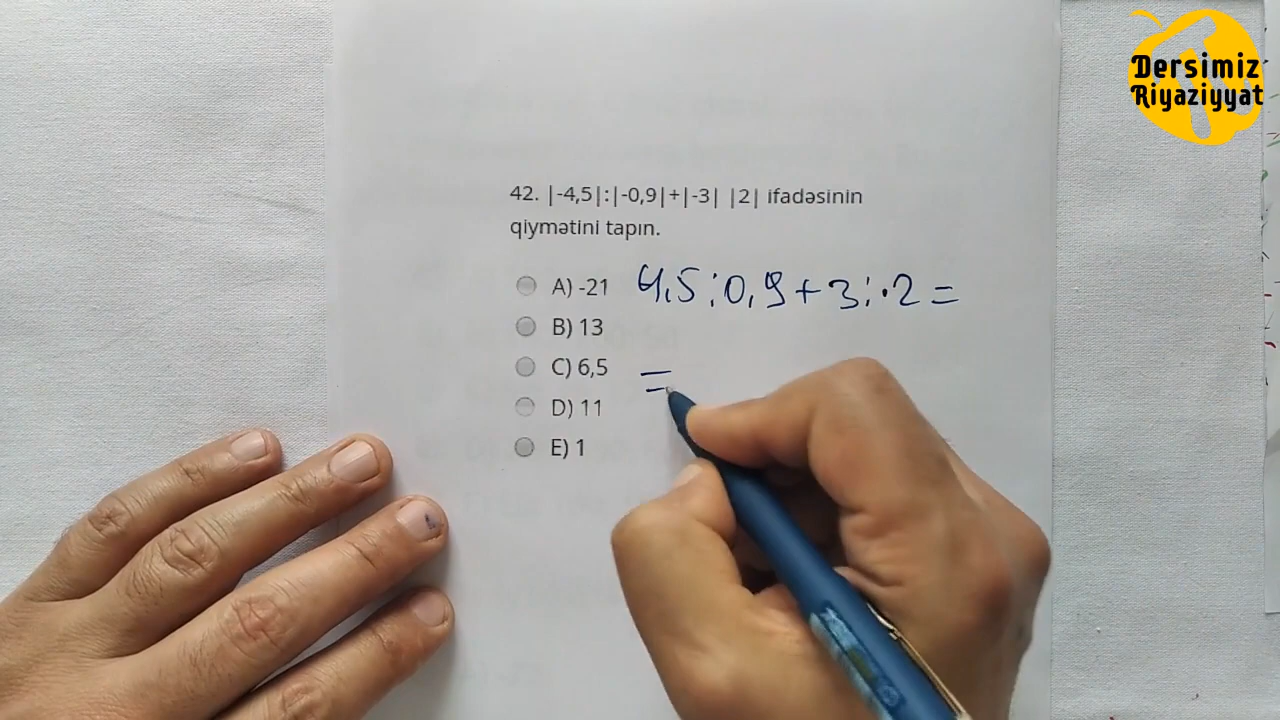 Dersimiz
Riyaziyyat
42. |-4,5|:|-0,9|+|-3| |2| ifadəsinin
qiymətini tapın.
A) -21
4,5:0,9+3:·2=
B) 13
C) 6,5
=
D) 11
E) 1